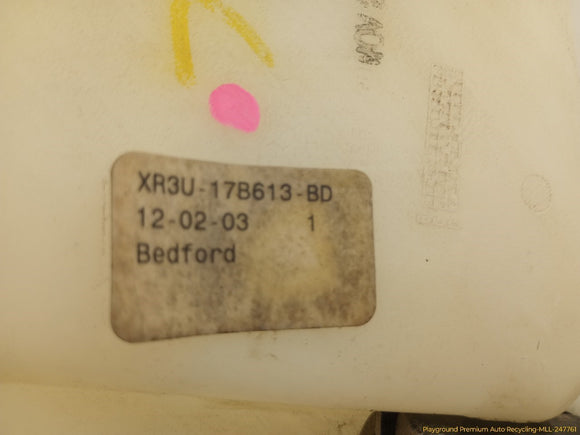 XR3U-17B613-BD
12-02-03 1
Bedford
Playground Premium Auto Recycling-MLL-247761